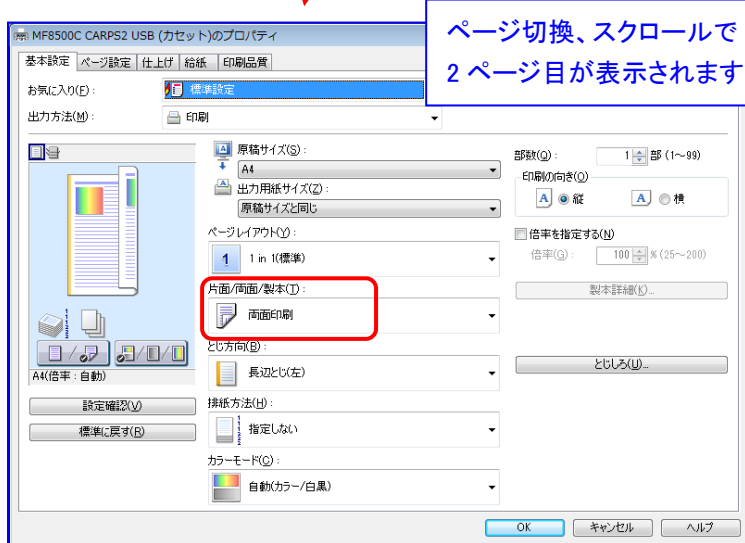 ページ切換、スクロールで
2 ページ目が表示されます
MF8500C CARPS2 USB (カセット)のプロパティ
基本設定 ページ設定 仕上げ 給紙 印刷品質
お気に入り(F): 標準設定
出力方法(M): 印刷
原稿サイズ(S):
A4
出力用紙サイズ(Z):
原稿サイズと同じ
ページレイアウト(Y):
1 1 in 1(標準)
片面/両面/製本(T):
両面印刷
とじ方向(B):
長辺とじ(左)
排紙方法(H):
指定しない
カラーモード(C):
自動(カラー/白黒)
部数(Q): 1 部 (1~99)
印刷の向き(O)
A 縦 A 横
倍率を指定する(N)
倍率(G): 100 % (25~200)
製本詳細(K)...
とじしろ(U)...
A4(倍率:自動)
設定確認(V)
標準に戻す(R)
OK キャンセル ヘルプ